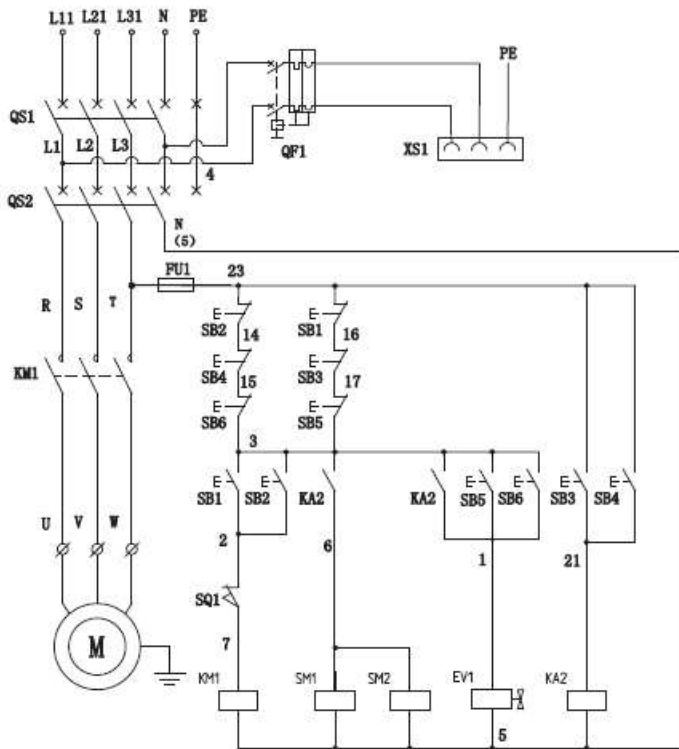 L11 L21 L31 N PE
PE
QS1
L1 L2 L3
QF1
XS1
4
QS2
N
(5)
FU1 23
R S T
SB2 SB1
14 16
KM1
SB4 SB3
15 17
SB6 SB5
3
SB1 SB2 KA2 KA2 SB5 SB6 SB3 SB4
U V W
2 6 1 21
SQ1
M
7
KM1 SM1 SM2 EV1 KA2
5